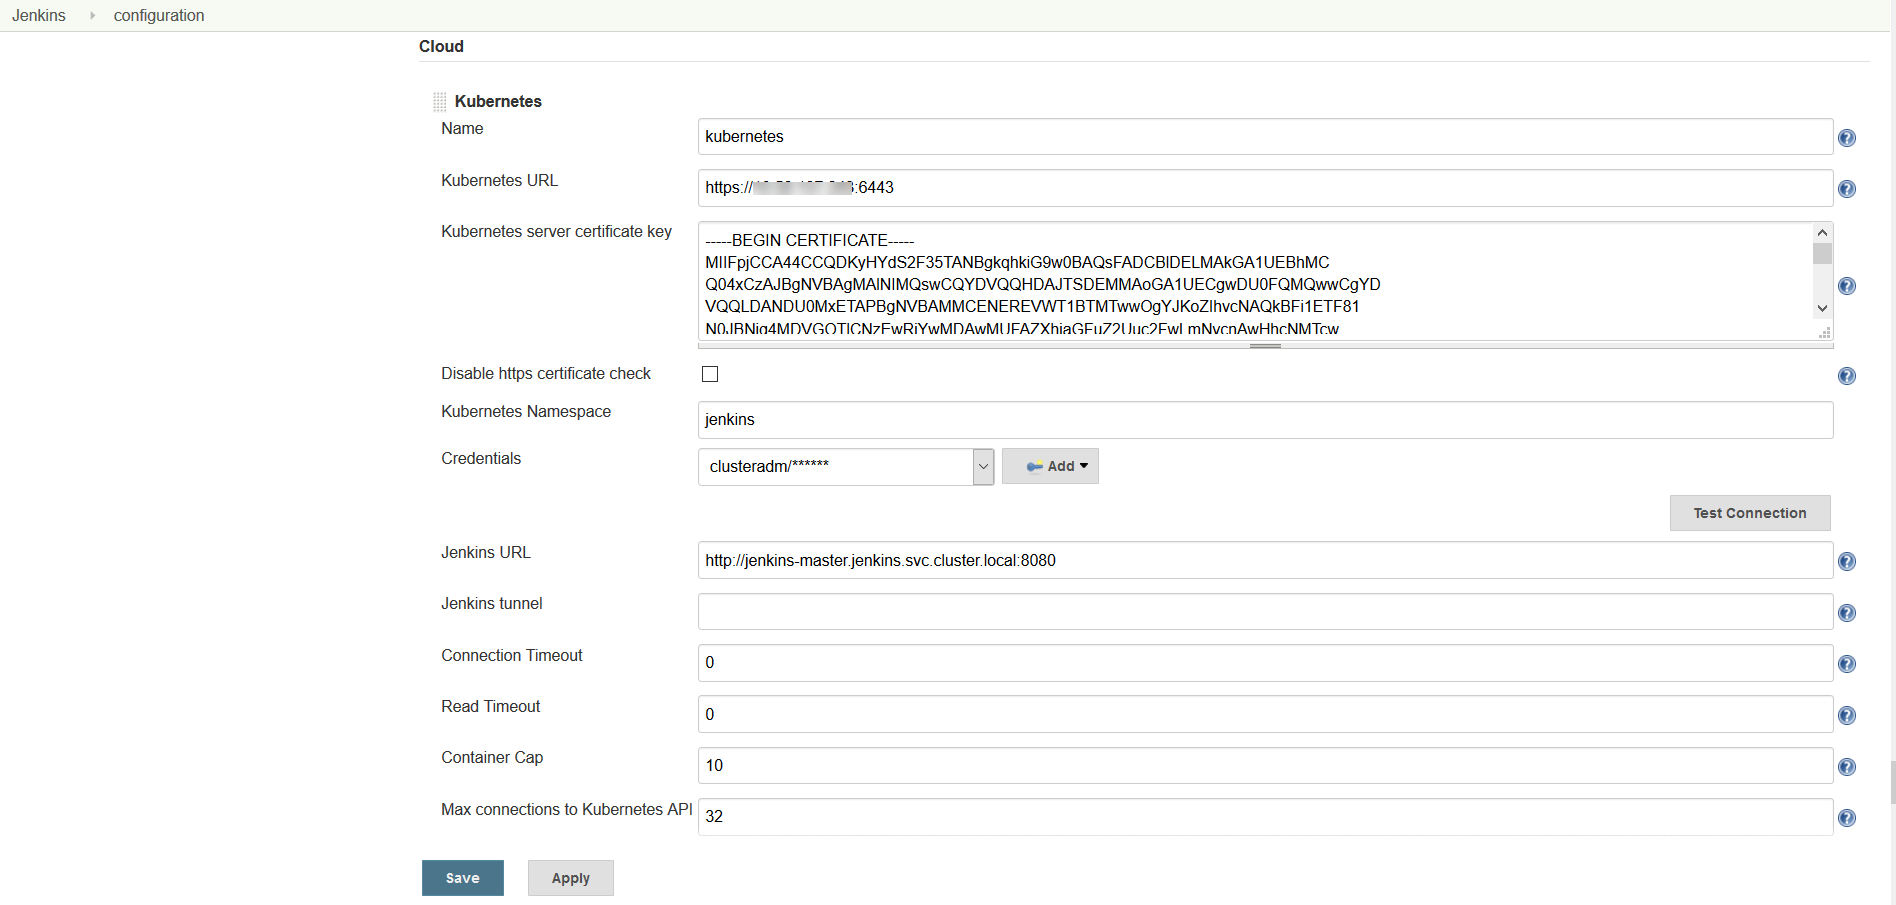 Jenkins configuration
Cloud
Kubernetes
Name
kubernetes
Kubernetes URL
https:// :6443
Kubernetes server certificate key
-----BEGIN CERTIFICATE-----
MIIFpjCCA44CCQDKyHYdS2F35TANBgkqhkiG9w0BAQsFADCBlDELMAkGA1UEBhMC
Q04xCzAJBgNVBAgMAlNIMQswCQYDVQQHDAJTSDEMMAoGA1UECgwDU0FQMQwwCgYD
VQQLDANDU0MxETAPBgNVBAMMCENEREVWT1BTMTwwOgYJKoZIhvcNAQkBFi1ETF81
Disable https certificate check
Kubernetes Namespace
jenkins
Credentials
clusteradm/******
Add
Test Connection
Jenkins URL
http://jenkins-master.jenkins.svc.cluster.local:8080
Jenkins tunnel
Connection Timeout
0
Read Timeout
0
Container Cap
10
Max connections to Kubernetes API
32
Save Apply